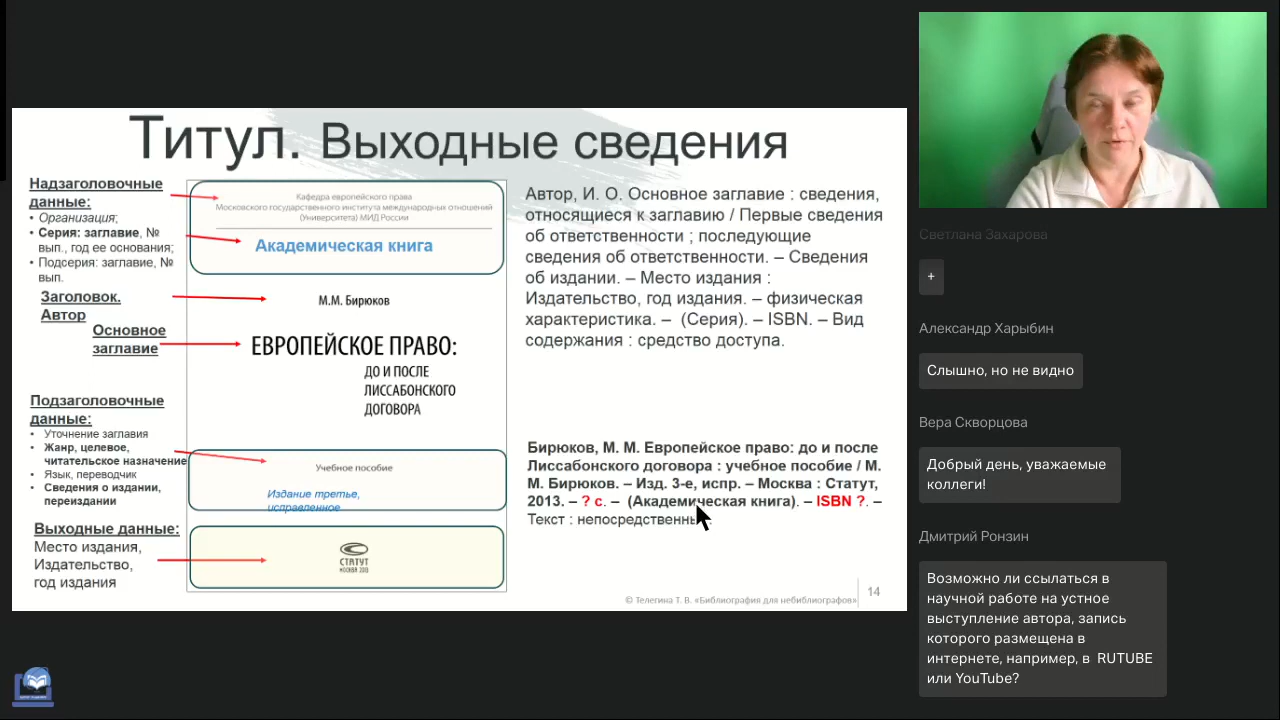 Титул. Выходные сведения
Надзаголовочные
данные:
• Организация;
• Серия: заглавие, №
вып., год ее основания;
• Подсерия: заглавие, №
вып.
Заголовок.
Автор
Основное
заглавие
Подзаголовочные
данные:
• Уточнение заглавия
• Жанр, целевое,
читательское назначение
• Язык, переводчик
• Сведения о издании,
переиздании
Выходные данные:
Место издания,
Издательство,
год издания
Кафедра европейского права
Московского государственного института международных отношений
(Университета) МИД России
Академическая книга
М.М. Бирюков
ЕВРОПЕЙСКОЕ ПРАВО:
ДО И ПОСЛЕ
ЛИССАБОНСКОГО
ДОГОВОРА
Учебное пособие
Издание третье,
исправленное
СТАТУТ
МОСКВА 2013
Автор, И. О. Основное заглавие : сведения,
относящиеся к заглавию / Первые сведения
об ответственности ; последующие
сведения об ответственности. – Сведения
об издании. – Место издания :
Издательство, год издания. – физическая
характеристика. – (Серия). – ISBN. – Вид
содержания : средство доступа.
Бирюков, М. М. Европейское право: до и после
Лиссабонского договора : учебное пособие / М.
М. Бирюков. – Изд. 3-е, испр. – Москва : Статут,
2013. – ? с. – (Академическая книга). – ISBN ?. –
Текст : непосредственный.
© Телегина Т. В. «Библиография для небиблиографов»
14
Светлана Захарова
+
Александр Харыбин
Слышно, но не видно
Вера Скворцова
Добрый день, уважаемые
коллеги!
Дмитрий Ронзин
Возможно ли ссылаться в
научной работе на устное
выступление автора, запись
которого размещена в
интернете, например, в RUTUBE
или YouTube?